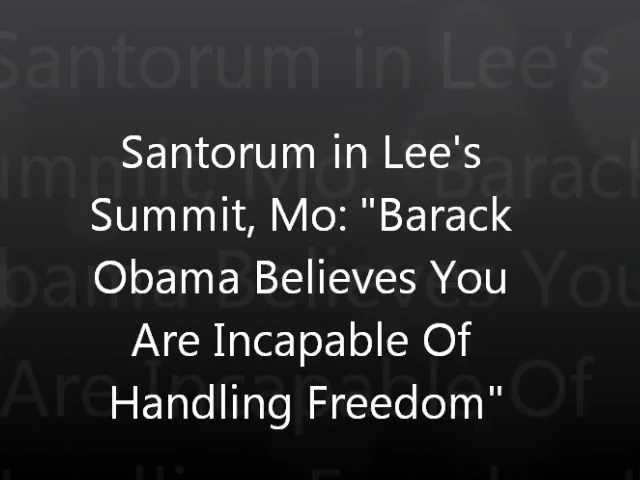 Santorum in Lee's
Summit, Mo: "Barack
Obama Believes You
Are Incapable Of
Handling Freedom"